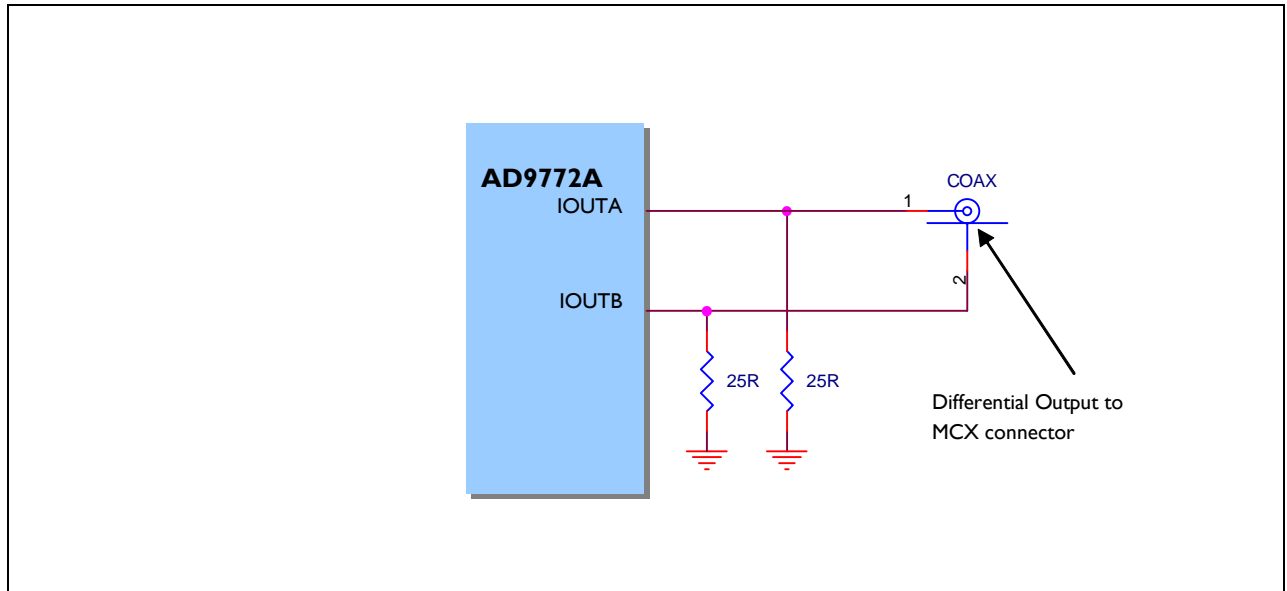 AD9772A
IOUTA
COAX
1
2
IOUTB
25R
25R
Differential Output to
MCX connector